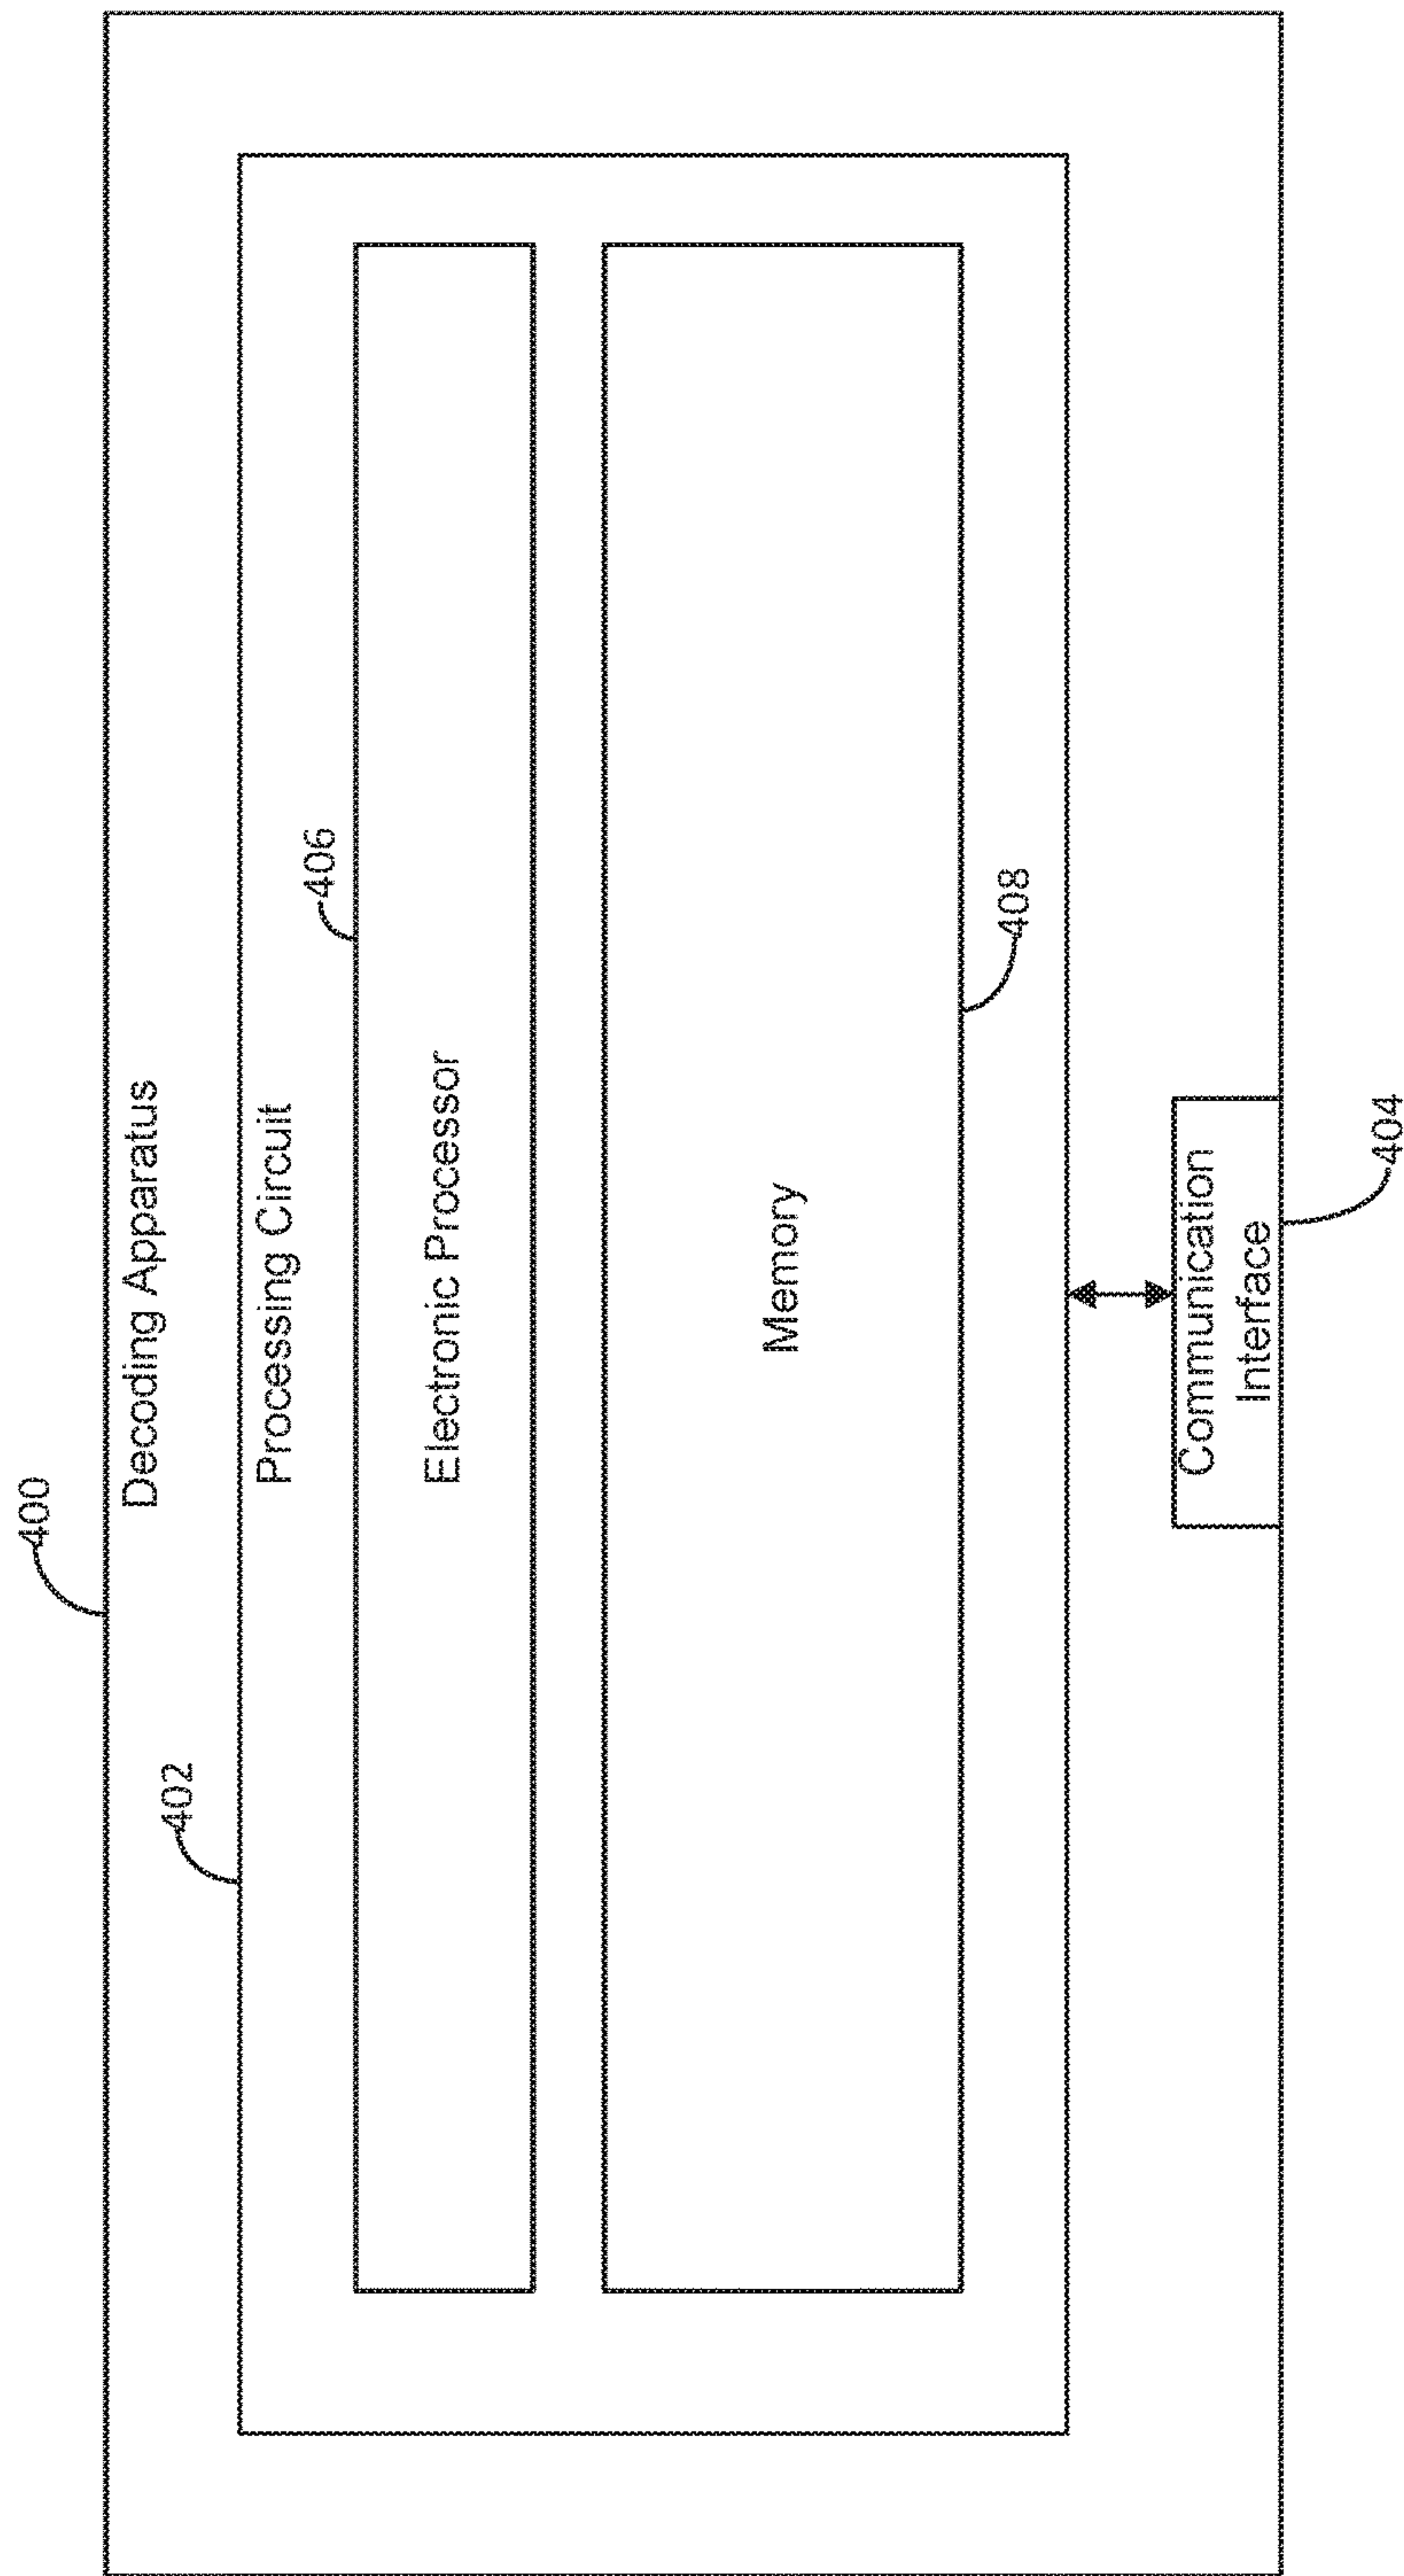 400
Decoding Apparatus
402
Processing Circuit
406
Electronic Processor
Memory
408
Communication
Interface
404